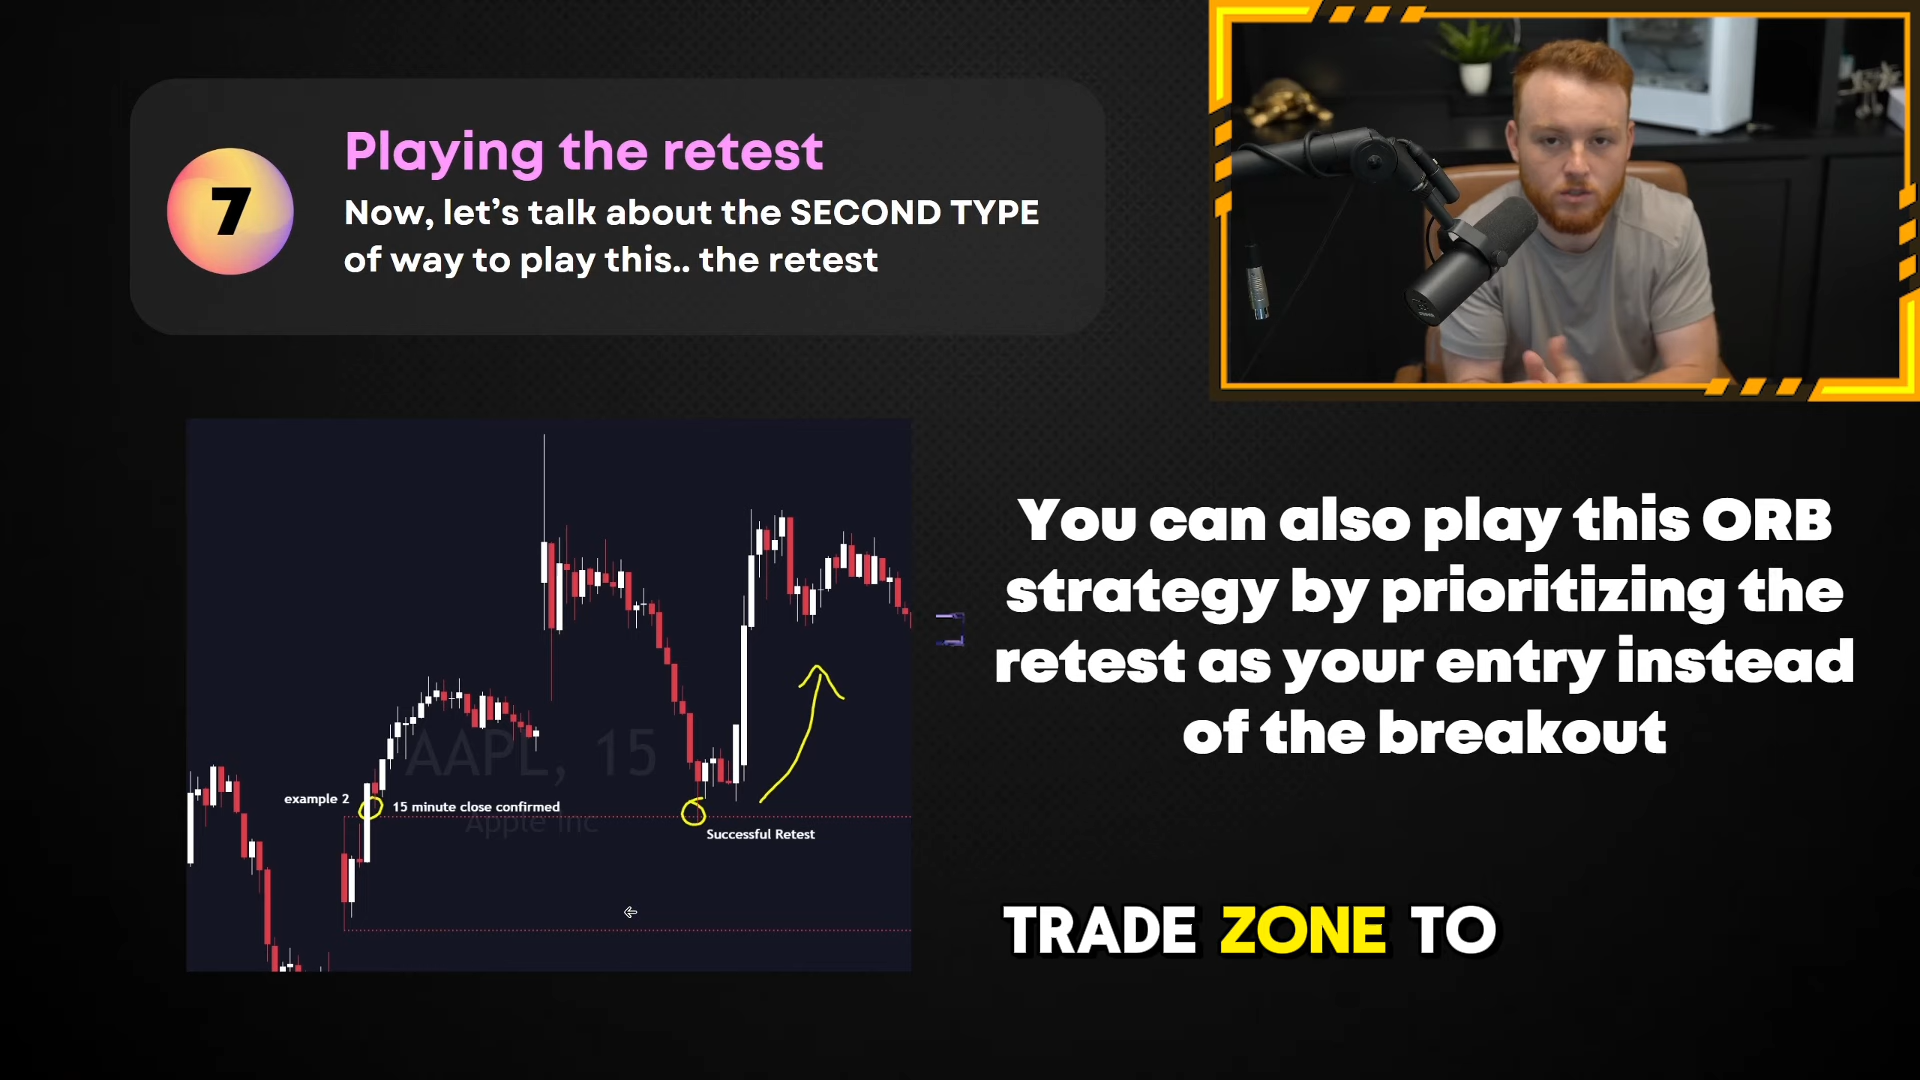 7
Playing the retest
Now, let's talk about the SECOND TYPE
of way to play this.. the retest
You can also play this ORB
strategy by prioritizing the
retest as your entry instead
of the breakout
AAPL, 15
Apple Inc
example 2
15 minute close confirmed
Successful Retest
TRADE ZONE TO